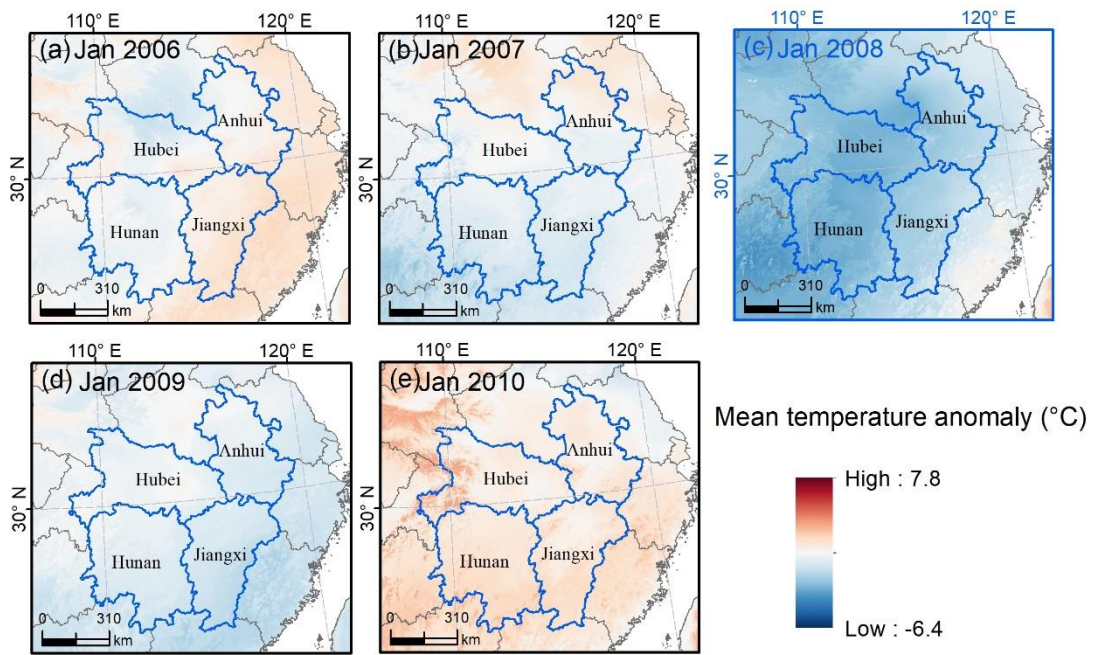 110° E
120° E
(a) Jan 2006
30° N
Anhui
Hubei
Hunan
Jiangxi
0 310
km
110° E
120° E
(b) Jan 2007
30° N
Anhui
Hubei
Hunan
Jiangxi
0 310
km
110° E
120° E
(c) Jan 2008
30° N
Anhui
Hubei
Hunan
Jiangxi
0 310
km
110° E
120° E
(d) Jan 2009
30° N
Anhui
Hubei
Hunan
Jiangxi
0 310
km
110° E
120° E
(e) Jan 2010
30° N
Anhui
Hubei
Hunan
Jiangxi
0 310
km
Mean temperature anomaly (°C)
High : 7.8
Low : -6.4